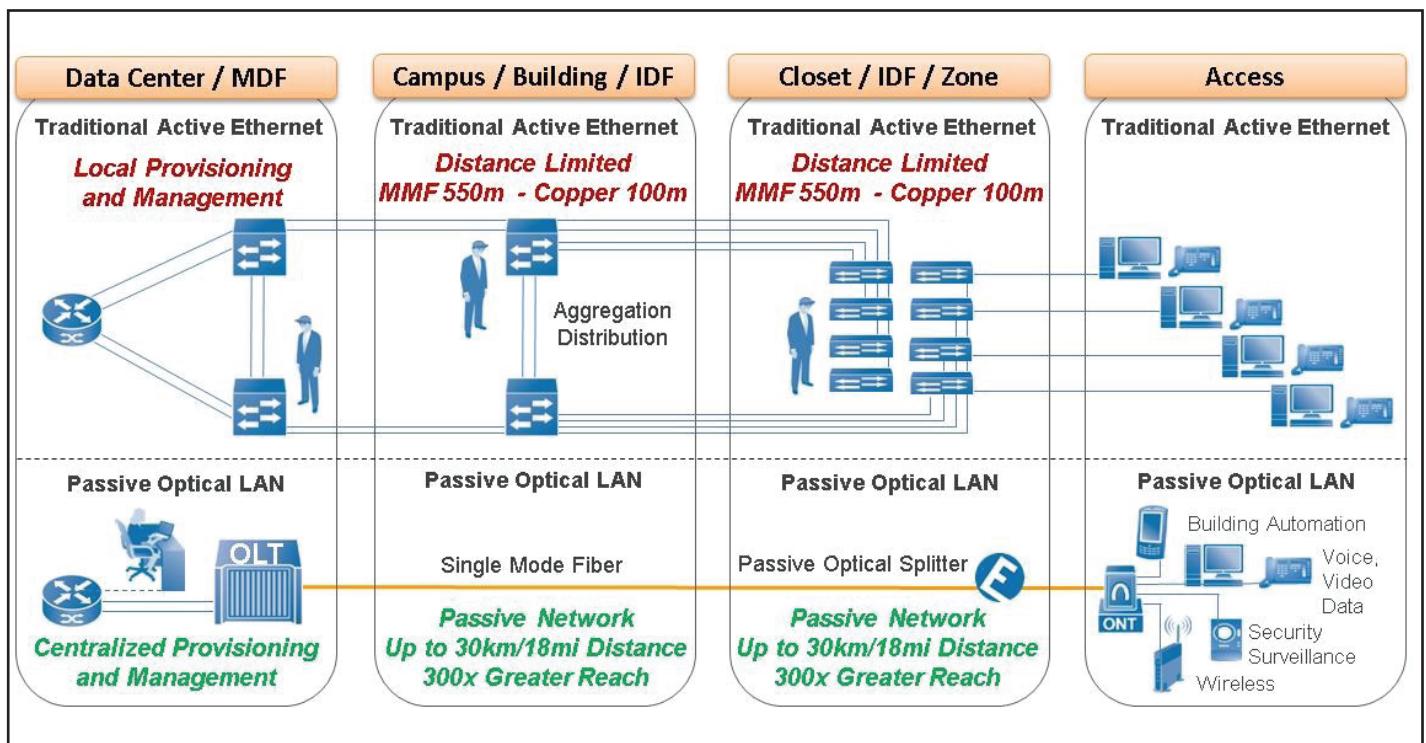 Data Center / MDF
Campus / Building / IDF
Closet / IDF / Zone
Access
Traditional Active Ethernet
Local Provisioning
and Management
Traditional Active Ethernet
Distance Limited
MMF 550m - Copper 100m
Aggregation
Distribution
Traditional Active Ethernet
Distance Limited
MMF 550m - Copper 100m
Traditional Active Ethernet
Passive Optical LAN
OLT
Centralized Provisioning
and Management
Passive Optical LAN
Single Mode Fiber
Passive Network
Up to 30km/18mi Distance
300x Greater Reach
Passive Optical LAN
Passive Optical Splitter
Passive Network
Up to 30km/18mi Distance
300x Greater Reach
Passive Optical LAN
Building Automation
Voice,
Video
Data
ONT
Security
Surveillance
Wireless